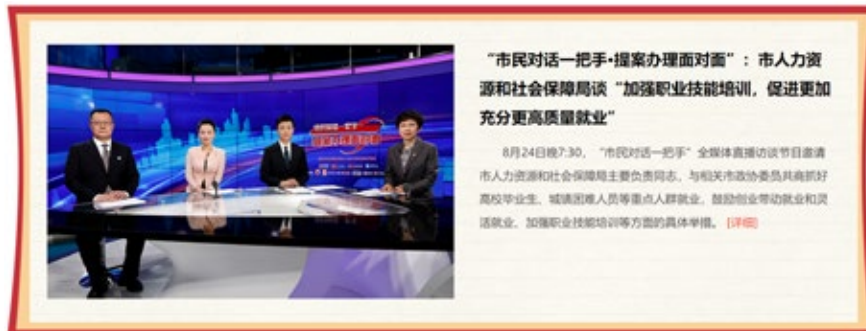 “市民对话一把手·提案办理面对面”：市人力资
源和社会保障局谈“加强职业技能培训，促进更加
充分更高质量就业”
8月24日晚7:30，“市民对话一把手”全媒体直播访谈节目邀请
市人力资源和社会保障局主要负责同志、与相关市政协委员共商抓好
高校毕业生、城镇困难人员等重点人群就业、鼓励创业带动就业和灵
活就业、加强职业技能培训等方面的具体举措。 [详细]
提案办理面对面